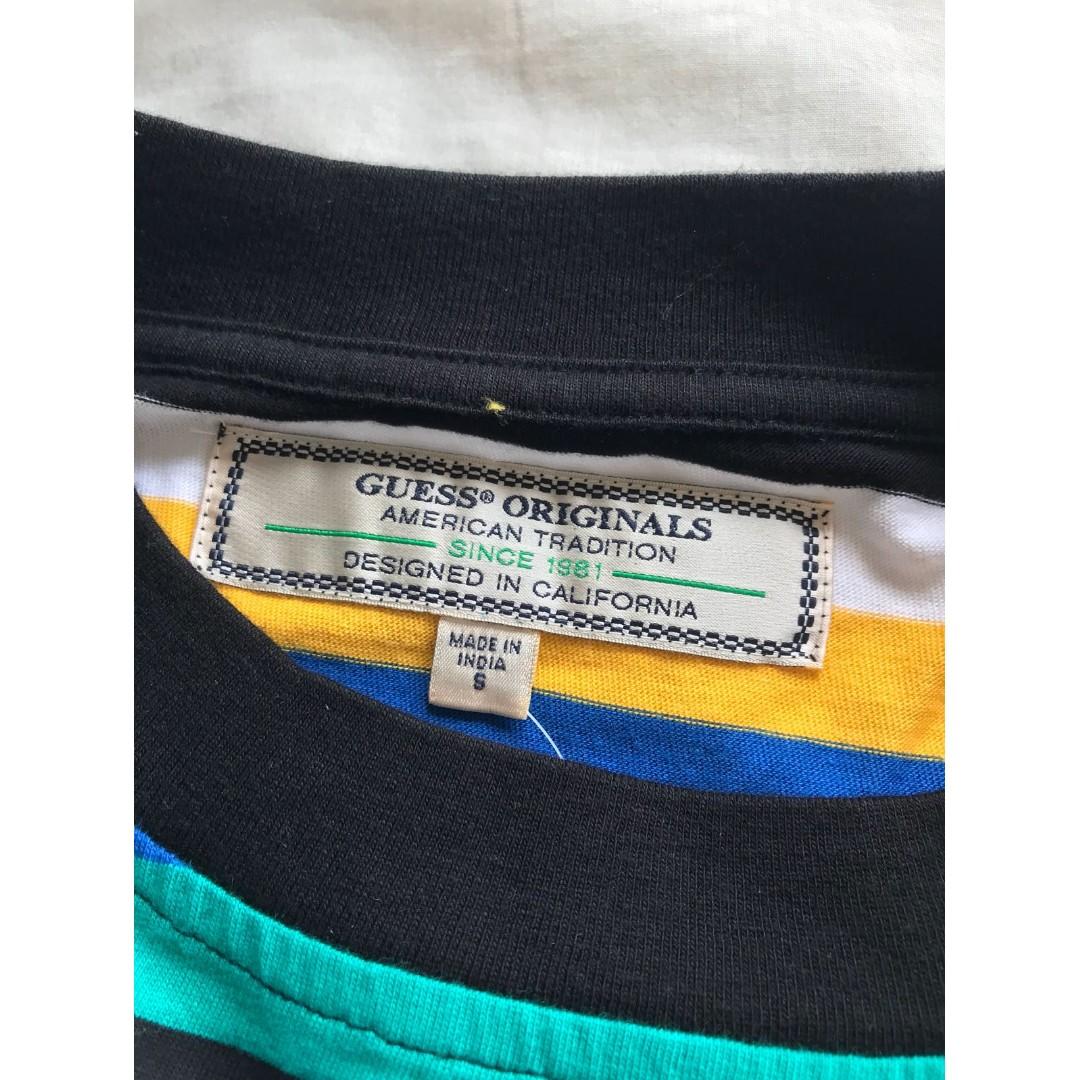 GUESS® ORIGINALS
AMERICAN TRADITION
SINCE 1981
DESIGNED IN CALIFORNIA
MADE IN
INDIA
S